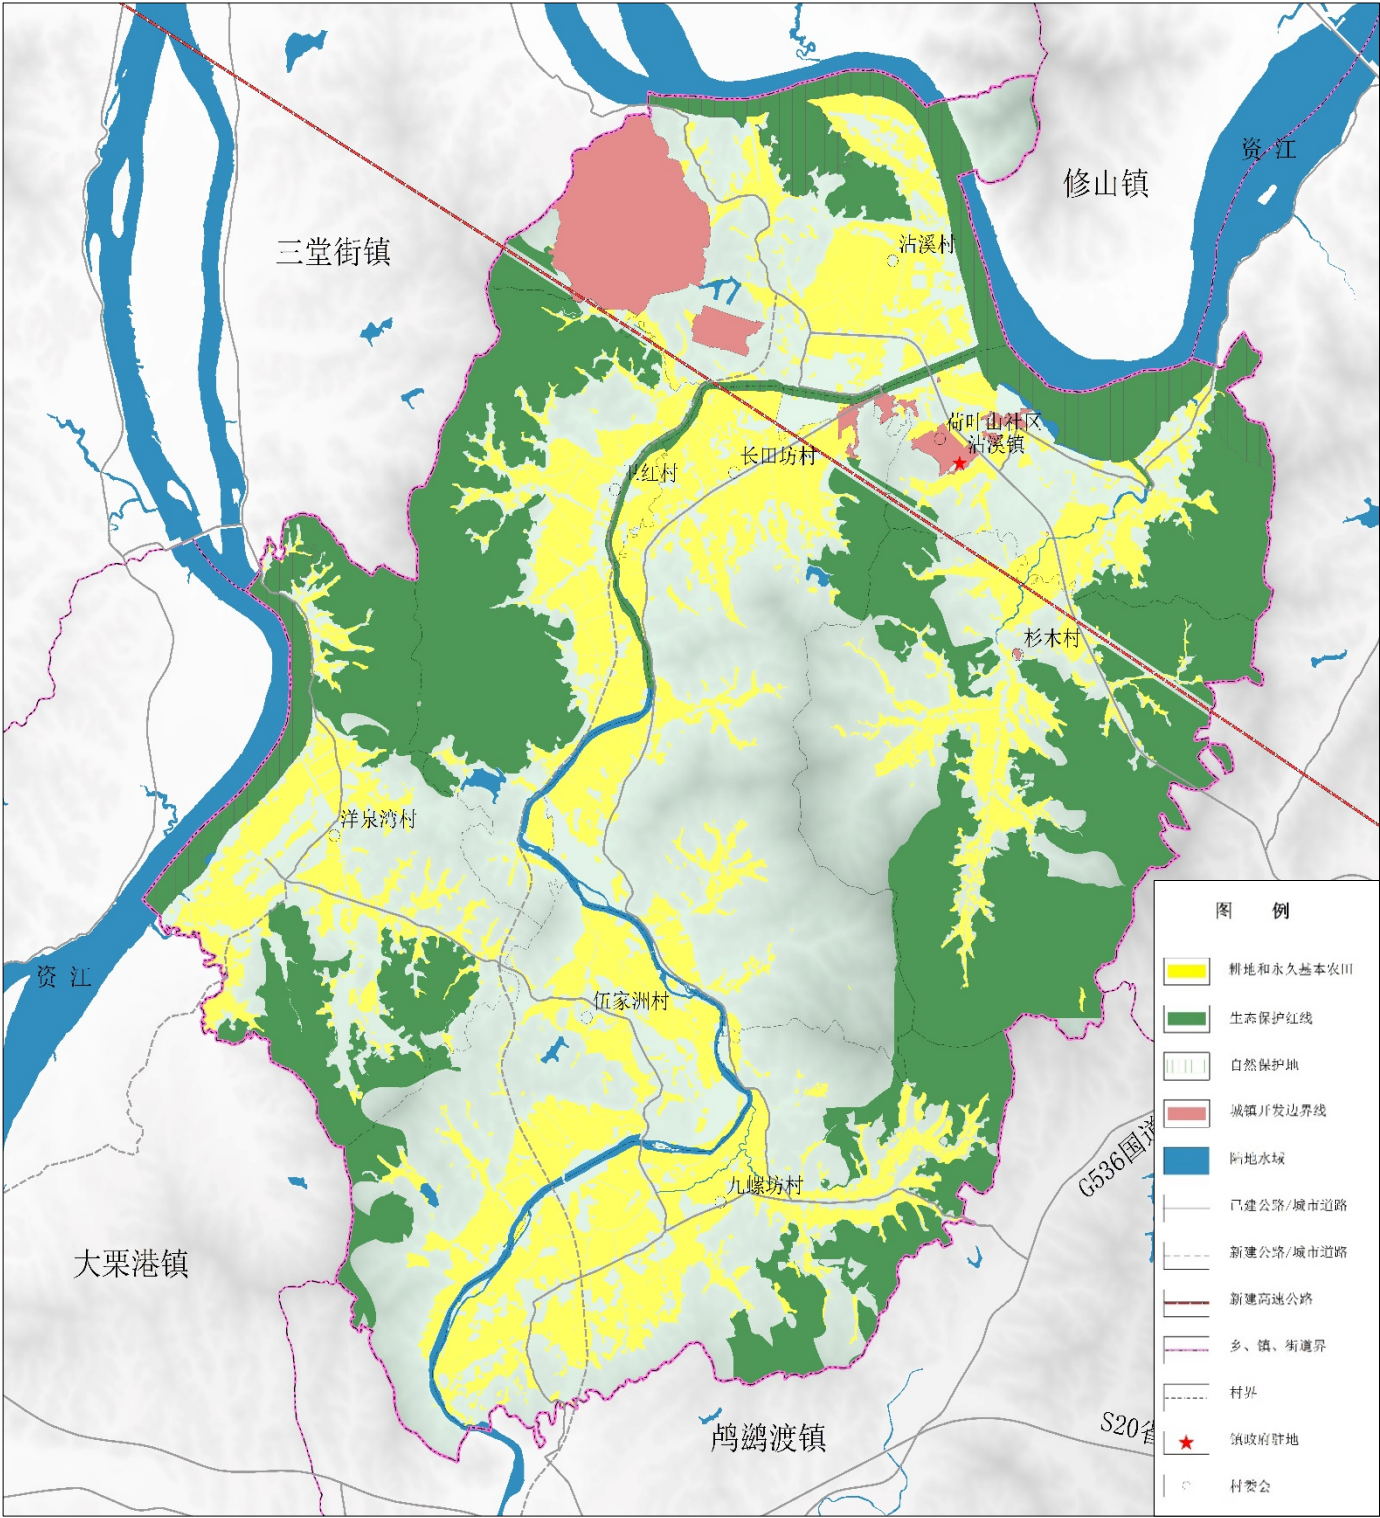 资 江
修山镇
三堂街镇
沾溪村
荷叶山社区
沾溪镇
长田坊村
红村
杉木村
洋泉湾村
资 江
伍家洲村
九螺坊村
G536国道
大栗港镇
鸬鹚渡镇
S20省
图 例
耕地和永久基本农田
生态保护红线
自然保护地
城镇开发边界线
陆地水域
已建公路/城市道路
新建公路/城市道路
新建高速公路
乡、镇、街道界
村界
镇政府驻地
村委会